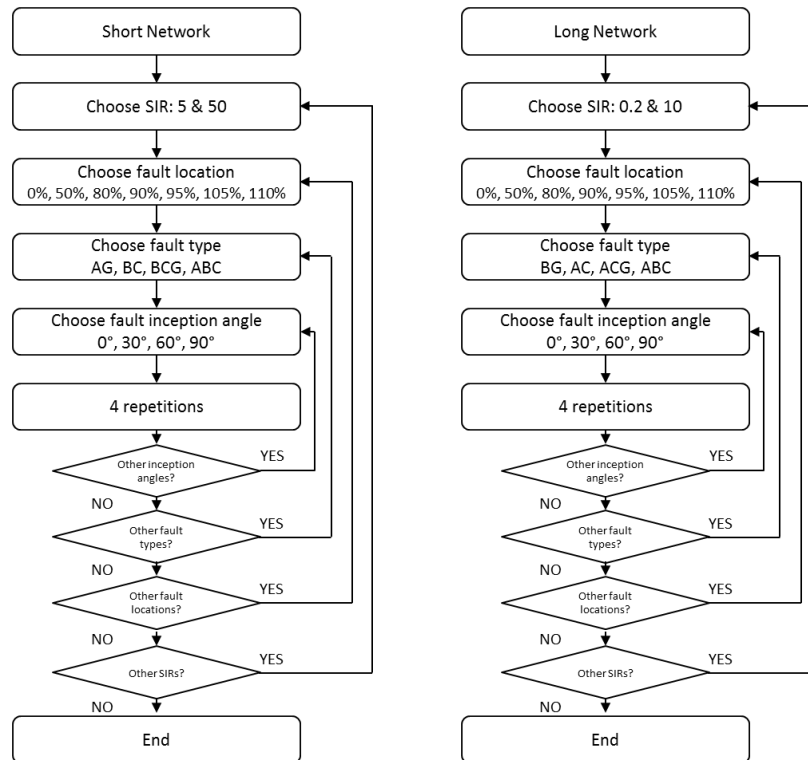 Short Network
Choose SIR: 5 & 50
Choose fault location
0%, 50%, 80%, 90%, 95%, 105%, 110%
Choose fault type
AG, BC, BCG, ABC
Choose fault inception angle
0°, 30°, 60°, 90°
4 repetitions
Other inception
angles?
YES
NO
Other fault
types?
YES
NO
Other fault
locations?
YES
NO
Other SIRs?
YES
NO
End
Long Network
Choose SIR: 0.2 & 10
Choose fault location
0%, 50%, 80%, 90%, 95%, 105%, 110%
Choose fault type
BG, AC, ACG, ABC
Choose fault inception angle
0°, 30°, 60°, 90°
4 repetitions
Other inception
angles?
YES
NO
Other fault
types?
YES
NO
Other fault
locations?
YES
NO
Other SIRs?
YES
NO
End